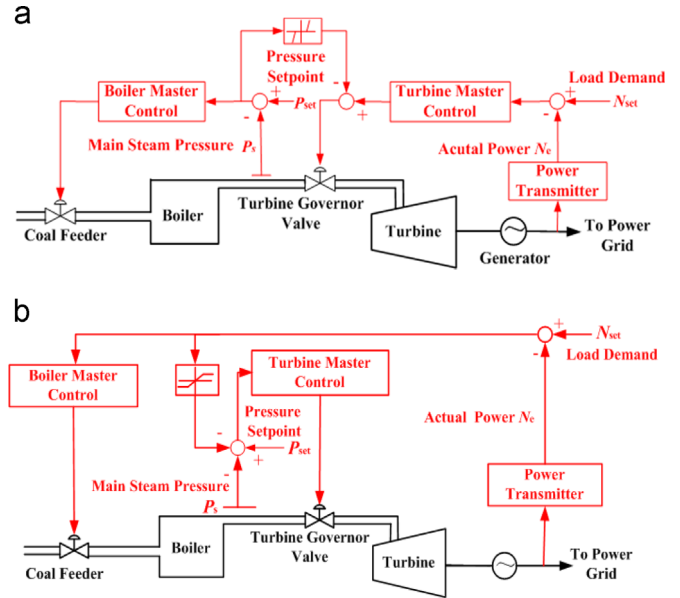 a
Pressure
Setpoint
Boiler Master
Control
+
-
Pset
-
+
Turbine Master
Control
+
-
Load Demand
Nset
Main Steam Pressure Ps
Acutal Power Ne
Power
Transmitter
Boiler
Turbine Governor
Valve
Coal Feeder
Turbine
Generator
To Power
Grid
b
+
-
Nset
Load Demand
Boiler Master
Control
Turbine Master
Control
Pressure
Setpoint
-
+
-
Pset
Actual Power Ne
Main Steam Pressure
Ps
Power
Transmitter
Boiler
Turbine Governor
Valve
Coal Feeder
Turbine
To Power
Grid